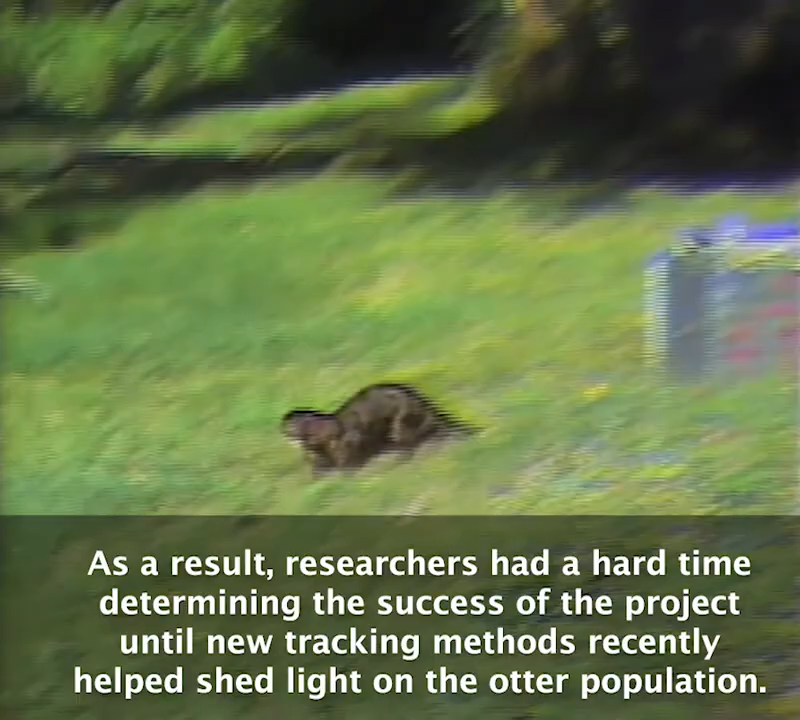 As a result, researchers had a hard time
determining the success of the project
until new tracking methods recently
helped shed light on the otter population.